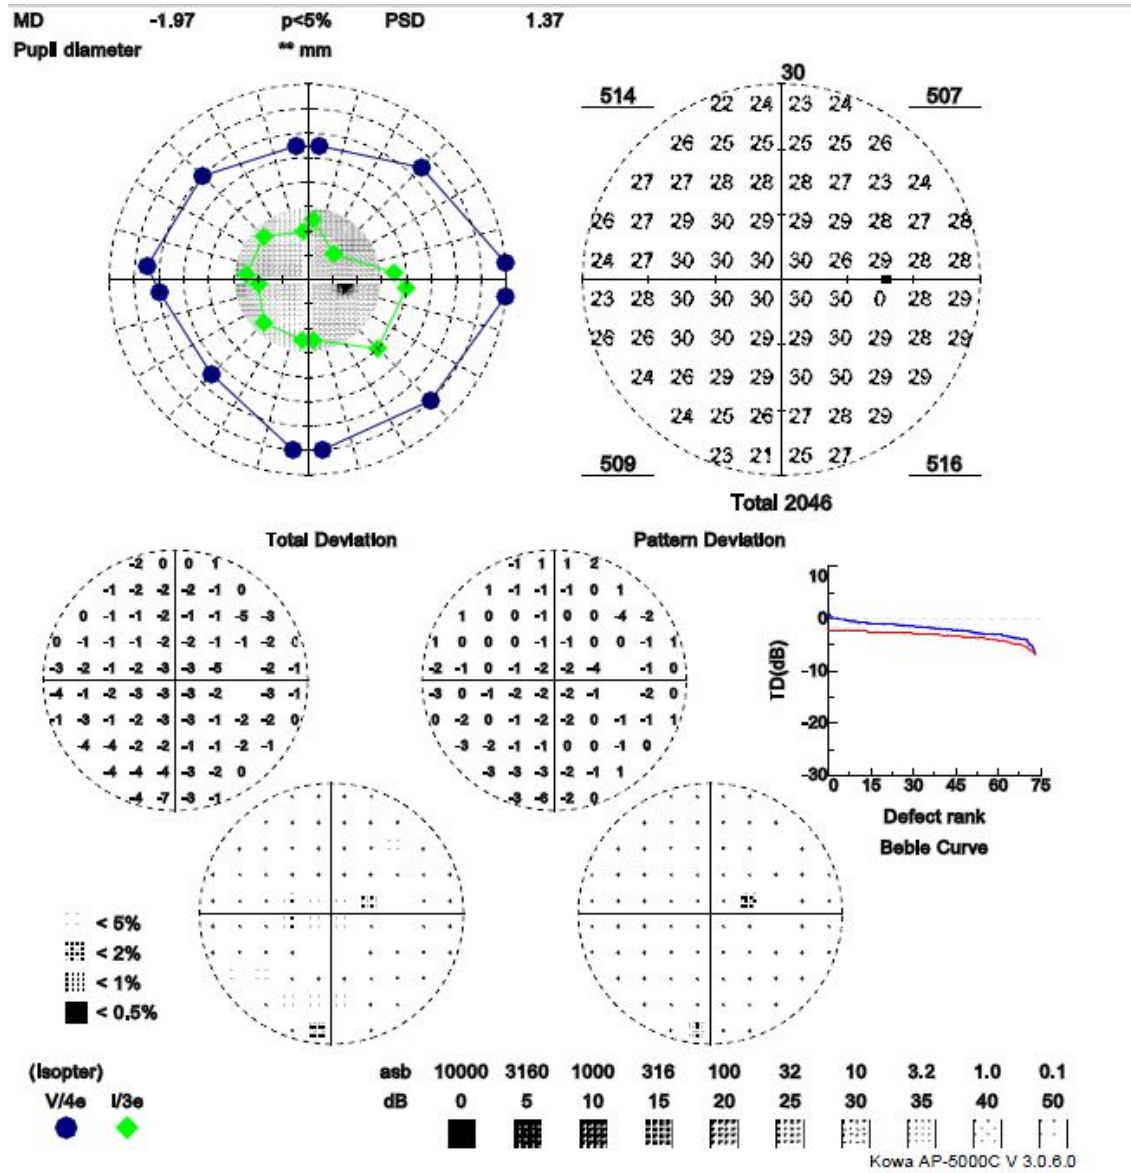 MD -1.97 p<5% PSD 1.37
Pupil diameter ** mm
30
514 22 24 23 24 507
26 25 25 25 25 26
27 27 28 28 28 27 23 24
26 27 29 30 29 29 29 28 27 28
24 27 30 30 30 30 26 29 28 28
23 28 30 30 30 30 30 0 28 29
26 26 30 30 29 29 30 29 28 29
24 26 29 29 30 30 29 29
24 25 26 27 28 29
509 23 21 25 27 516
Total 2046
Total Deviation
-2 0 0 1
-1 -2 -2 -2 -1 0
0 -1 -1 -2 -2 -1 -5 -3
0 -1 -1 -1 -2 -2 -1 -1 -2 0
-3 -2 -1 -2 -3 -3 -5 -2 -1
-4 -1 -2 -3 -3 -3 -2 -3 -1
-1 -3 -1 -2 -3 -3 -1 -2 -2 0
-4 -4 -2 -2 -1 -1 -2 -1
-4 -4 -4 -3 -2 0
-4 -7 -3 -1
Pattern Deviation
-1 1 1 2
1 -1 -1 -1 0 1
1 0 0 -1 -1 0 -4 -2
1 0 0 0 -1 -1 0 0 -1 1
-2 -1 0 -1 -2 -2 -4 -1 0
-3 0 -1 -2 -2 -2 -1 -2 0
0 -2 0 -1 -2 -2 0 -1 -1 1
-3 -2 -1 -1 0 0 -1 0
-3 -3 -3 -2 -1 1
-3 -6 -2 0
TD(dB)
10
0
-10
-20
-30
0 15 30 45 60 75
Defect rank
Beble Curve
< 5%
< 2%
< 1%
< 0.5%
(Isopter)
V/4e I/3e
asb 10000 3160 1000 316 100 32 10 3.2 1.0 0.1
dB 0 5 10 15 20 25 30 35 40 50
Kowa AP-5000C V 3.0.6.0